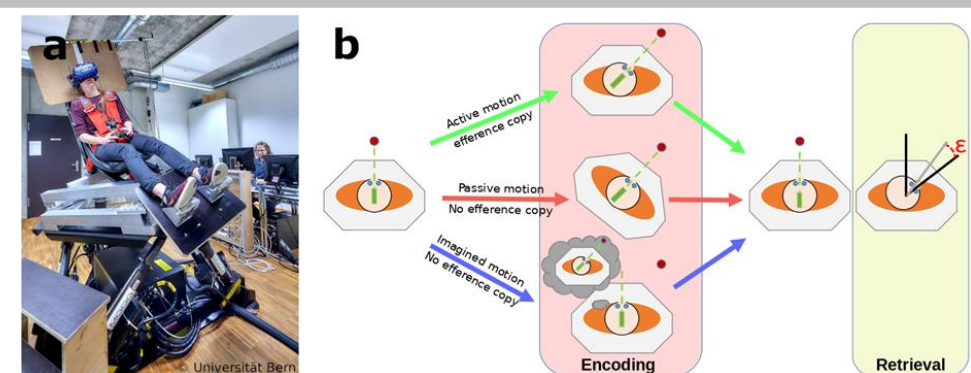 a
© Universität Bern
b
Active motion
efference copy
Passive motion
No efference copy
Imagined motion
No efference copy
Encoding
ε
Retrieval